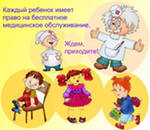 Каждый ребенок имеет
право на бесплатное
медицинское обслуживание.
Ждем,
приходите!